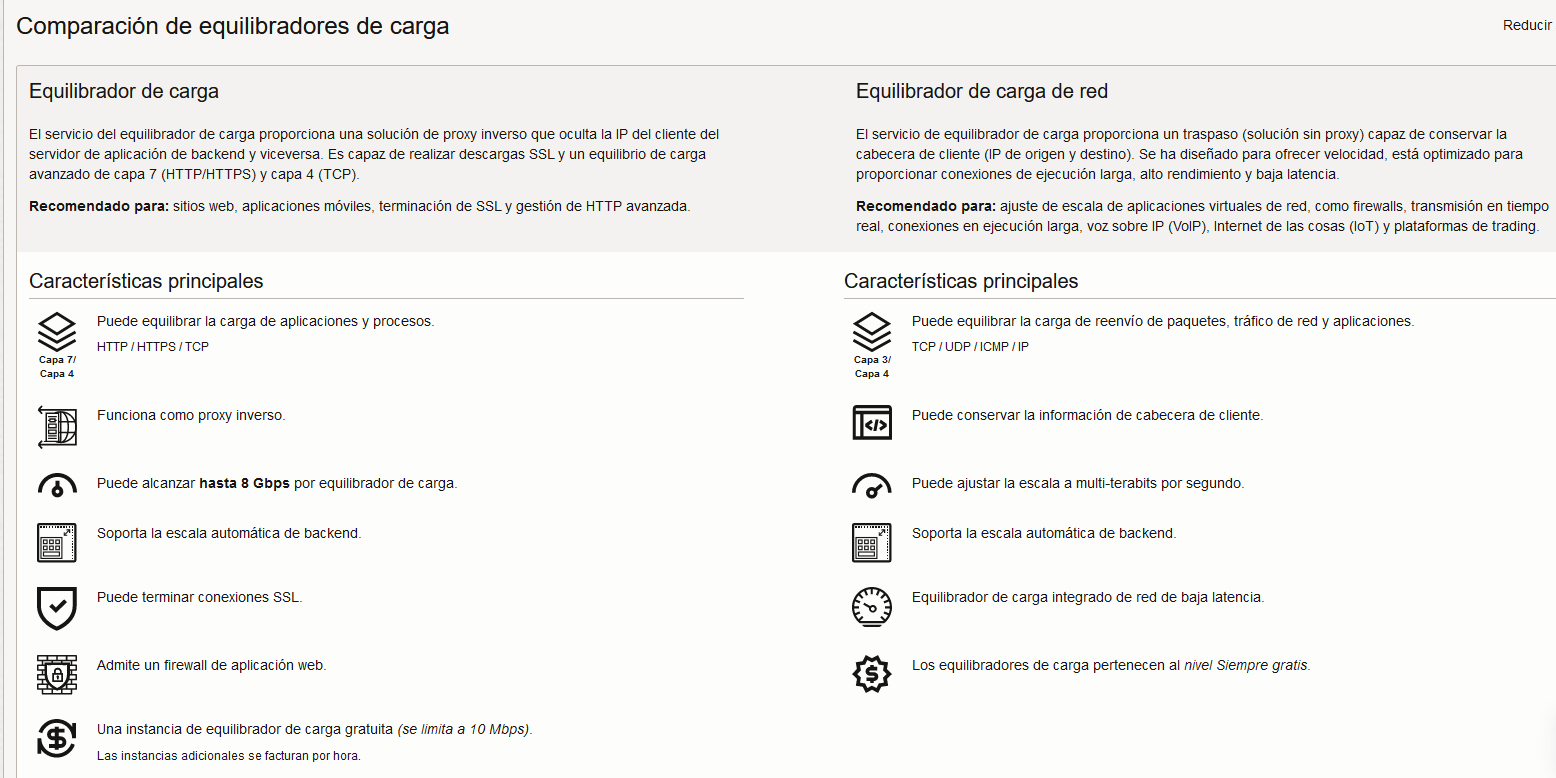 Comparación de equilibradores de carga
Reducir
Equilibrador de carga
El servicio del equilibrador de carga proporciona una solución de proxy inverso que oculta la IP del cliente del
servidor de aplicación de backend y viceversa. Es capaz de realizar descargas SSL y un equilibrio de carga
avanzado de capa 7 (HTTP/HTTPS) y capa 4 (TCP).
Recomendado para: sitios web, aplicaciones móviles, terminación de SSL y gestión de HTTP avanzada.
Características principales
Capa 7/
Capa 4
Puede equilibrar la carga de aplicaciones y procesos.
HTTP / HTTPS / TCP
Funciona como proxy inverso.
Puede alcanzar hasta 8 Gbps por equilibrador de carga.
Soporta la escala automática de backend.
Puede terminar conexiones SSL.
Admite un firewall de aplicación web.
Una instancia de equilibrador de carga gratuita (se limita a 10 Mbps).
Las instancias adicionales se facturan por hora.
Equilibrador de carga de red
El servicio de equilibrador de carga proporciona un traspaso (solución sin proxy) capaz de conservar la
cabecera de cliente (IP de origen y destino). Se ha diseñado para ofrecer velocidad, está optimizado para
proporcionar conexiones de ejecución larga, alto rendimiento y baja latencia.
Recomendado para: ajuste de escala de aplicaciones virtuales de red, como firewalls, transmisión en tiempo
real, conexiones en ejecución larga, voz sobre IP (VoIP), Internet de las cosas (IoT) y plataformas de trading.
Características principales
Capa 3/
Capa 4
Puede equilibrar la carga de reenvío de paquetes, tráfico de red y aplicaciones.
TCP / UDP / ICMP / IP
Puede conservar la información de cabecera de cliente.
Puede ajustar la escala a multi-terabits por segundo.
Soporta la escala automática de backend.
Equilibrador de carga integrado de red de baja latencia.
Los equilibradores de carga pertenecen al nivel Siempre gratis.